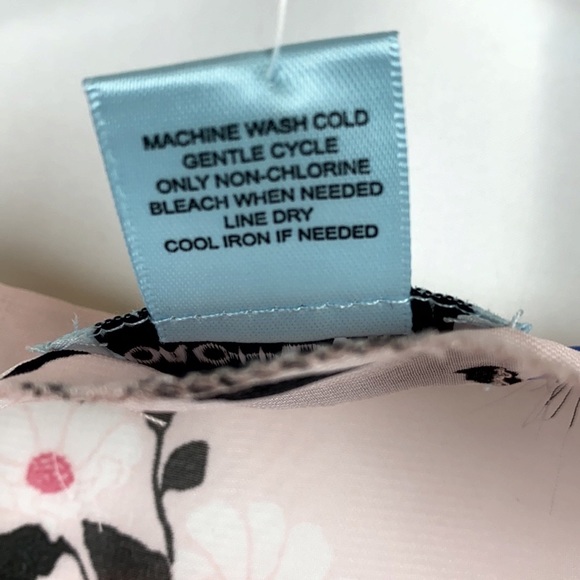 MACHINE WASH COLD
GENTLE CYCLE
ONLY NON-CHLORINE
BLEACH WHEN NEEDED
LINE DRY
COOL IRON IF NEEDED